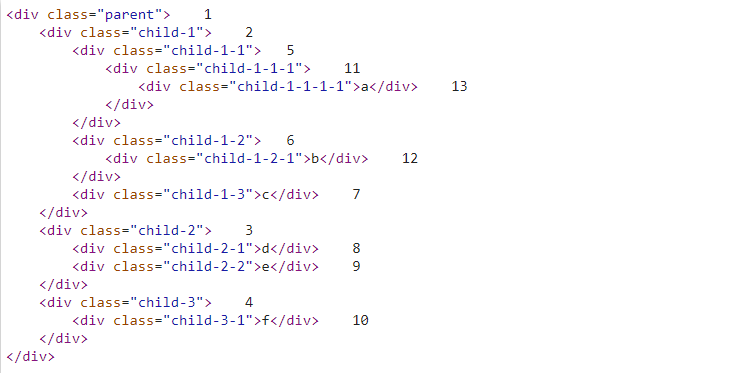 <div class="parent">    1
    <div class="child-1">    2
        <div class="child-1-1">   5
            <div class="child-1-1-1">    11
                <div class="child-1-1-1-1">a</div>    13
            </div>
        </div>
        <div class="child-1-2">   6
            <div class="child-1-2-1">b</div>    12
        </div>
        <div class="child-1-3">c</div>    7
    </div>
    <div class="child-2">    3
        <div class="child-2-1">d</div>    8
        <div class="child-2-2">e</div>    9
    </div>
    <div class="child-3">    4
        <div class="child-3-1">f</div>    10
    </div>
</div>